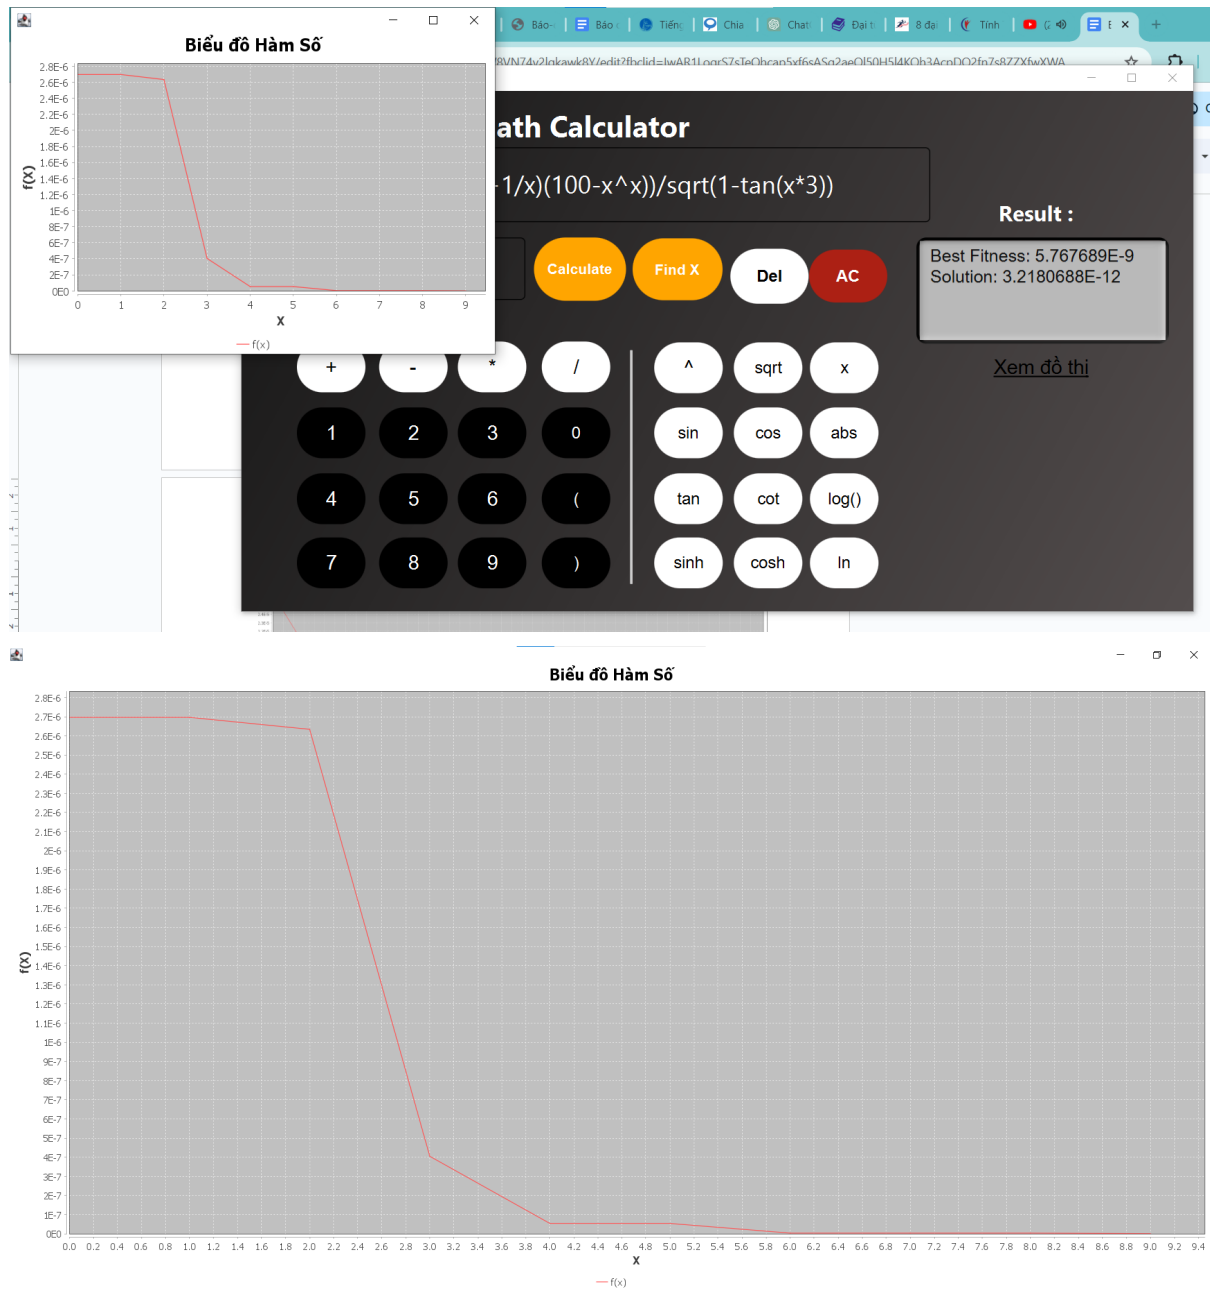 Biểu đồ Hàm Số
2.8E-6
2.6E-6
2.4E-6
2.2E-6
2E-6
1.8E-6
1.6E-6
1.4E-6
1.2E-6
1E-6
8E-7
6E-7
4E-7
2E-7
0E0
f(X)
0 1 2 3 4 5 6 7 8 9
X
f(x)
Báo- Báo Tiếng Chia Chat Đại t 8 đại Tính
ath Calculator
1/x)(100-x^x))/sqrt(1-tan(x*3))
Calculate Find X Del AC
Result :
Best Fitness: 5.767689E-9
Solution: 3.2180688E-12
Xem đồ thị
+ - * / ^ sqrt x
1 2 3 0 sin cos abs
4 5 6 ( tan cot log()
7 8 9 ) sinh cosh ln
Biểu đồ Hàm Số
2.8E-6
2.7E-6
2.6E-6
2.5E-6
2.4E-6
2.3E-6
2.2E-6
2.1E-6
2E-6
1.9E-6
1.8E-6
1.7E-6
1.6E-6
1.5E-6
1.4E-6
1.3E-6
1.2E-6
1.1E-6
1E-6
9E-7
8E-7
7E-7
6E-7
5E-7
4E-7
3E-7
2E-7
1E-7
0E0
f(X)
0.0 0.2 0.4 0.6 0.8 1.0 1.2 1.4 1.6 1.8 2.0 2.2 2.4 2.6 2.8 3.0 3.2 3.4 3.6 3.8 4.0 4.2 4.4 4.6 4.8 5.0 5.2 5.4 5.6 5.8 6.0 6.2 6.4 6.6 6.8 7.0 7.2 7.4 7.6 7.8 8.0 8.2 8.4 8.6 8.8 9.0 9.2 9.4
X
f(x)